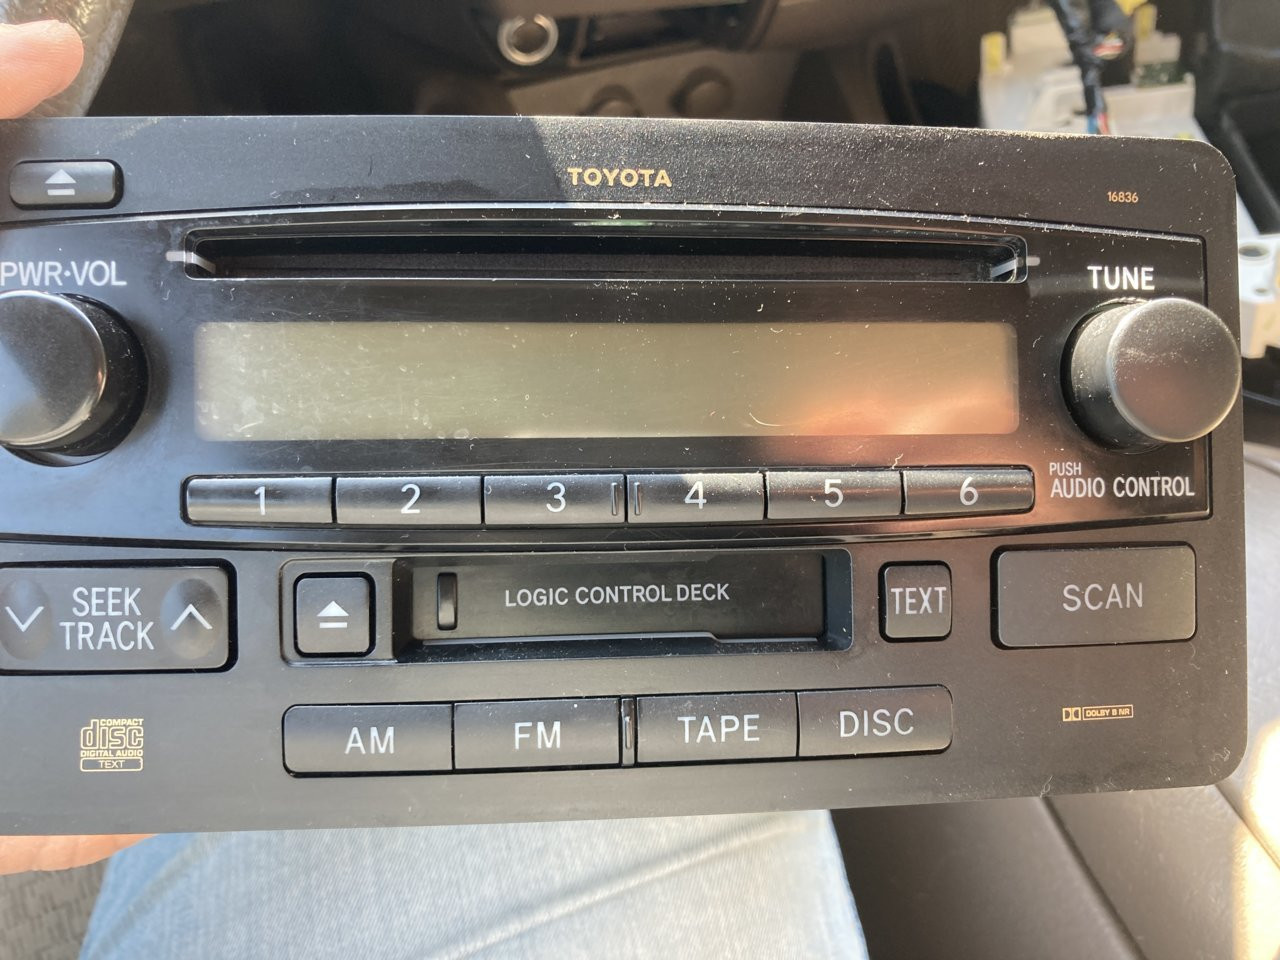 TOYOTA
16836
PWR·VOL
TUNE
1 2 3 4 5 6
PUSH
AUDIO CONTROL
SEEK
TRACK
LOGIC CONTROL DECK
TEXT
SCAN
AM FM TAPE DISC
COMPACT
disc
DIGITAL AUDIO
TEXT
DOLBY B NR